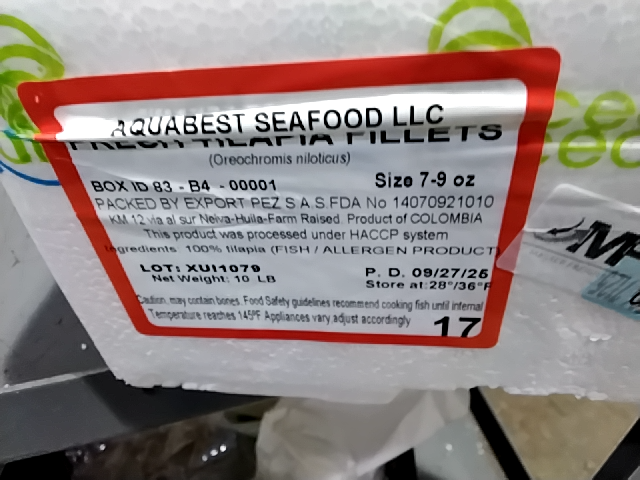 AQUABEST SEAFOOD LLC
FRESH TILAPIA FILLETS
(Oreochromis niloticus)
BOX ID 83 - B4 - 00001 Size 7-9 oz
PACKED BY EXPORT PEZ S A S.FDA No 14070921010
KM 12 via al sur Neiva-Huila-Farm Raised. Product of COLOMBIA
This product was processed under HACCP system
Ingredients 100% tilapia (FISH / ALLERGEN PRODUCT)
LOT: XUI1079 P. D. 09/27/25
Net Weight: 10 LB Store at:28°/36°F
Caution, may contain bones. Food Safety guidelines recommend cooking fish until internal
Temperature reaches 145ºF Appliances vary,adjust accordingly
17